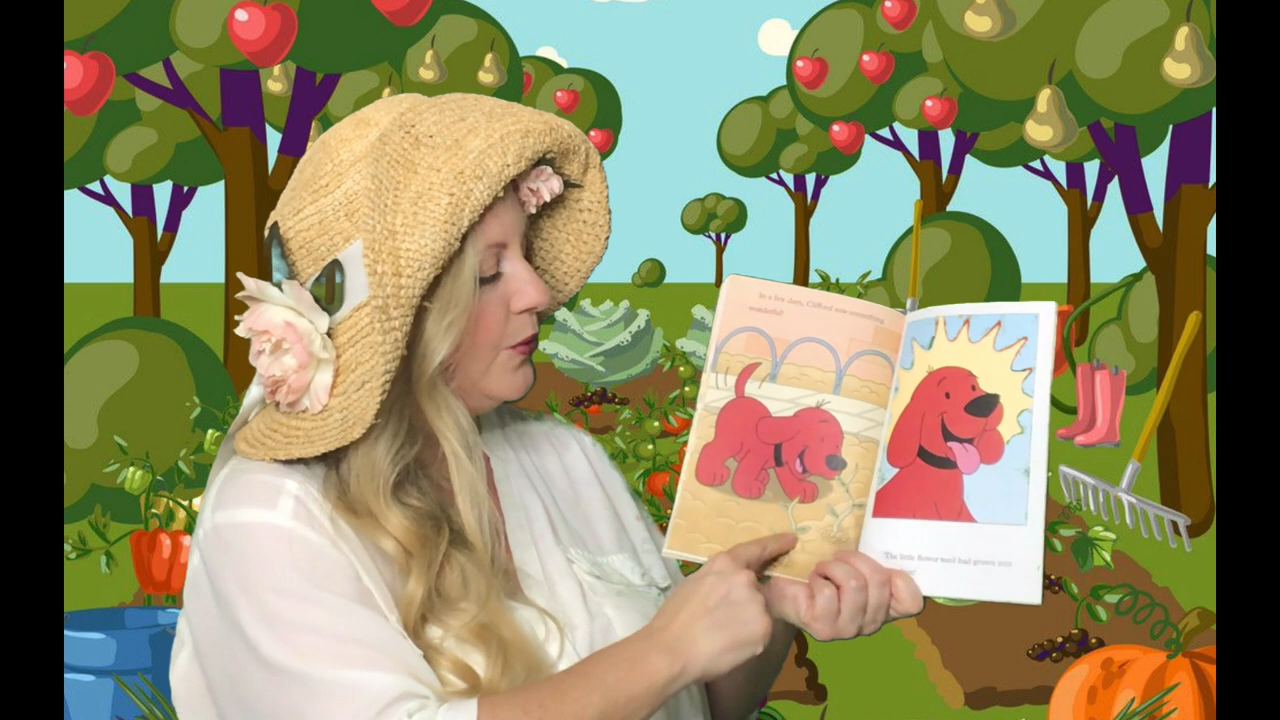 In a few days, Clifford saw something
wonderful!
"The little flower seed had grown into